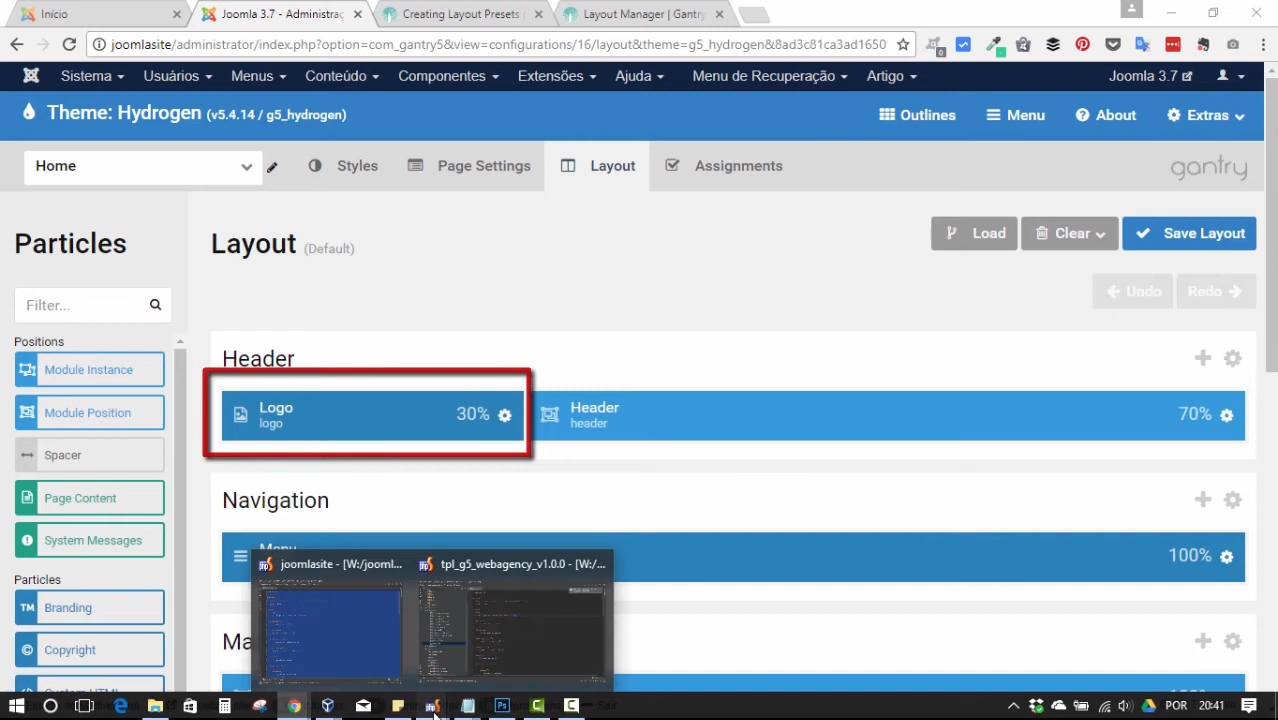 Início
Joomla 3.7 - Administraç
Creating Layout Presets |
Layout Manager | Gantry
joomlasite/administrator/index.php?option=com_gantry5&view=configurations/16/layout&theme=g5_hydrogen&8ad3c81ca3ad1650
Sistema Usuários Menus Conteúdo Componentes Extensões Ajuda Menu de Recuperação Artigo Joomla 3.7
Theme: Hydrogen (v5.4.14 / g5_hydrogen) Outlines Menu About Extras
Home Styles Page Settings Layout Assignments gantry
Particles Layout (Default) Load Clear Save Layout
Undo Redo
Filter...
Positions
Header
Module Instance
Logo 30% Header 70%
logo header
Module Position
Spacer
Navigation
Page Content
System Messages
Menu 100%
joomlasite - [W:/jooml... tpl_g5_webagency_v1.0.0 - [W:/...
Particles
TM Branding
Ma
Copyright
POR 20:41